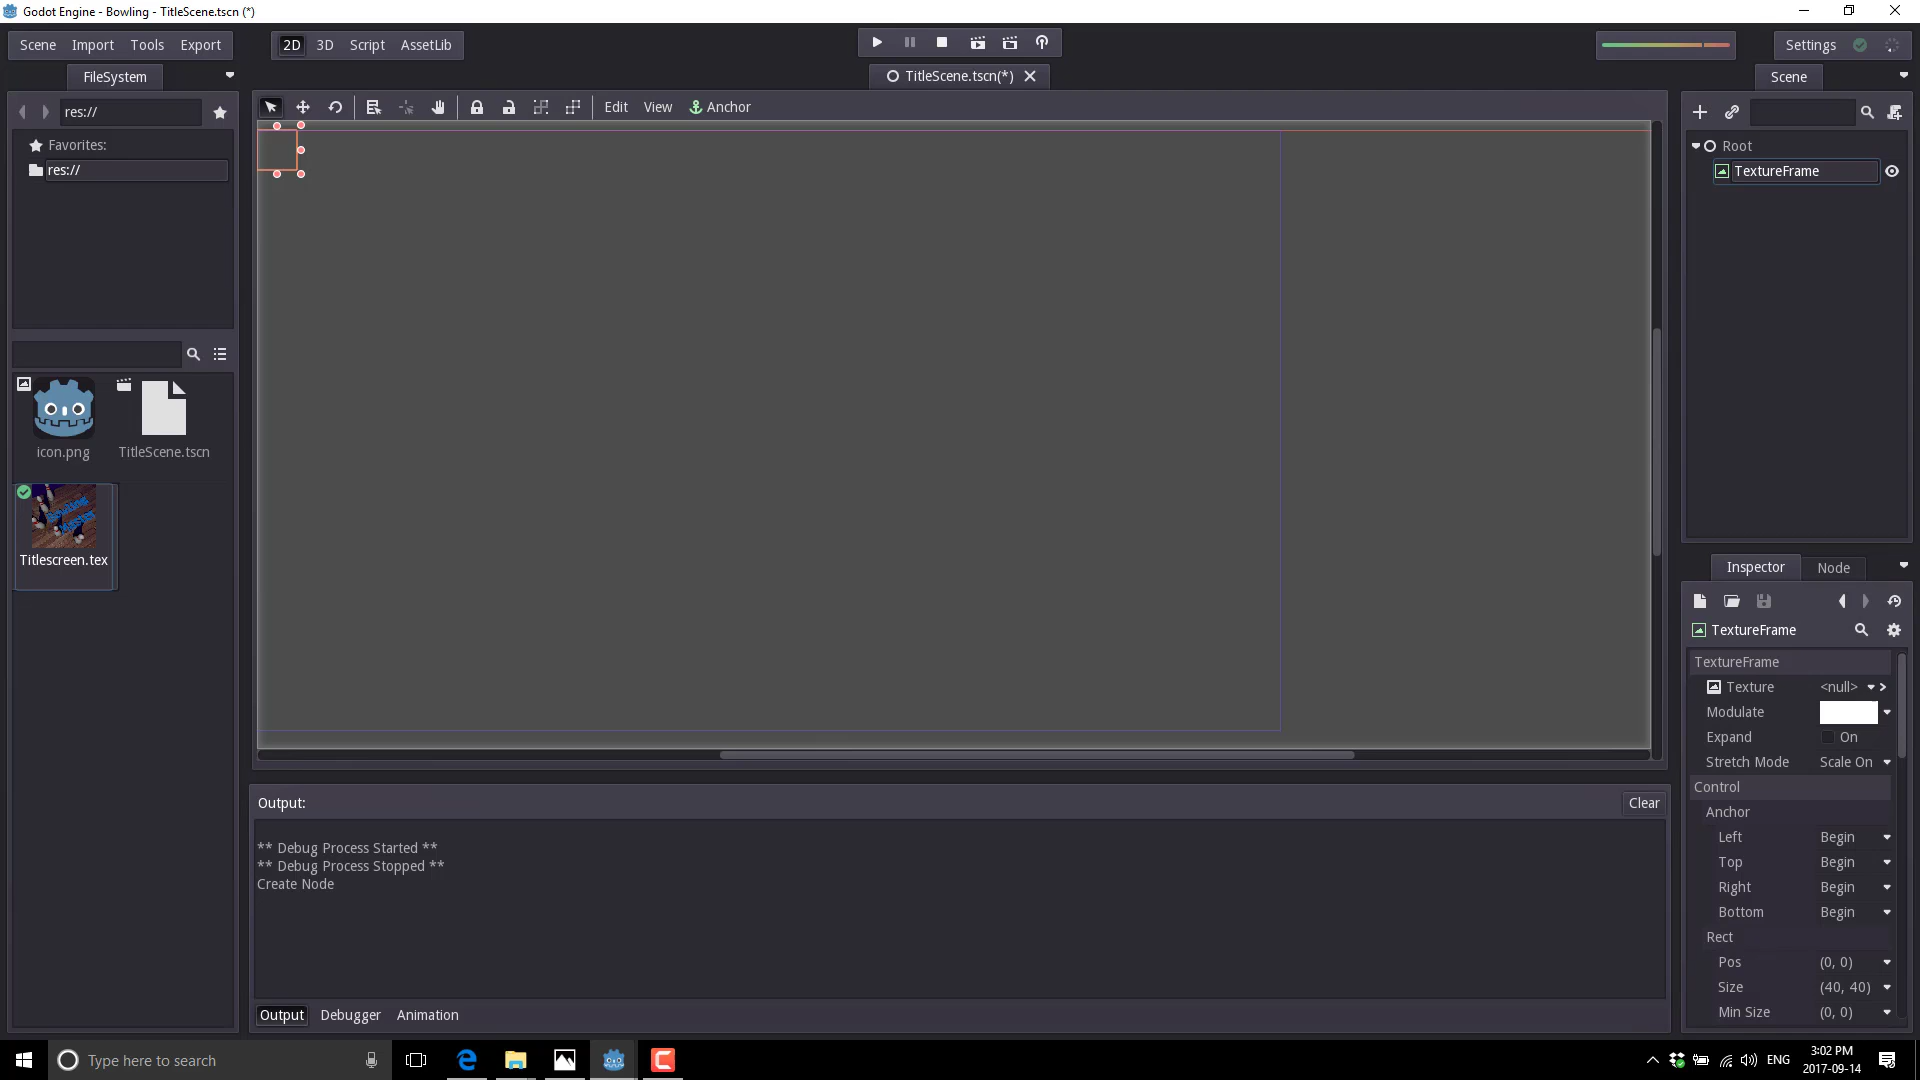 Godot Engine - Bowling - TitleScene.tscn (*)
Scene Import Tools Export
2D 3D Script AssetLib
Settings
FileSystem
TitleScene.tscn(*)
Scene
res://
Edit View Anchor
Favorites:
res://
Root
TextureFrame
icon.png
TitleScene.tscn
Bowling
Master
Titlescreen.tex
Inspector Node
TextureFrame
TextureFrame
Texture <null>
Modulate
Expand On
Stretch Mode Scale On
Control
Anchor
Left Begin
Top Begin
Right Begin
Bottom Begin
Rect
Pos (0, 0)
Size (40, 40)
Min Size (0, 0)
Output:
Clear
** Debug Process Started **
** Debug Process Stopped **
Create Node
Output Debugger Animation
Type here to search
ENG
3:02 PM
2017-09-14